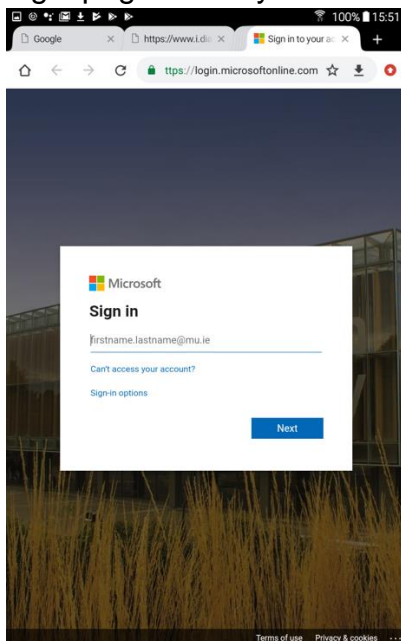 100% 15:51
Google
https://www.i.d
Sign in to your ac
ttps://login.microsoftonline.com
Microsoft
Sign in
firstname.lastname@mu.ie
Can't access your account?
Sign-in options
Next
Terms of use Privacy & cookies ...